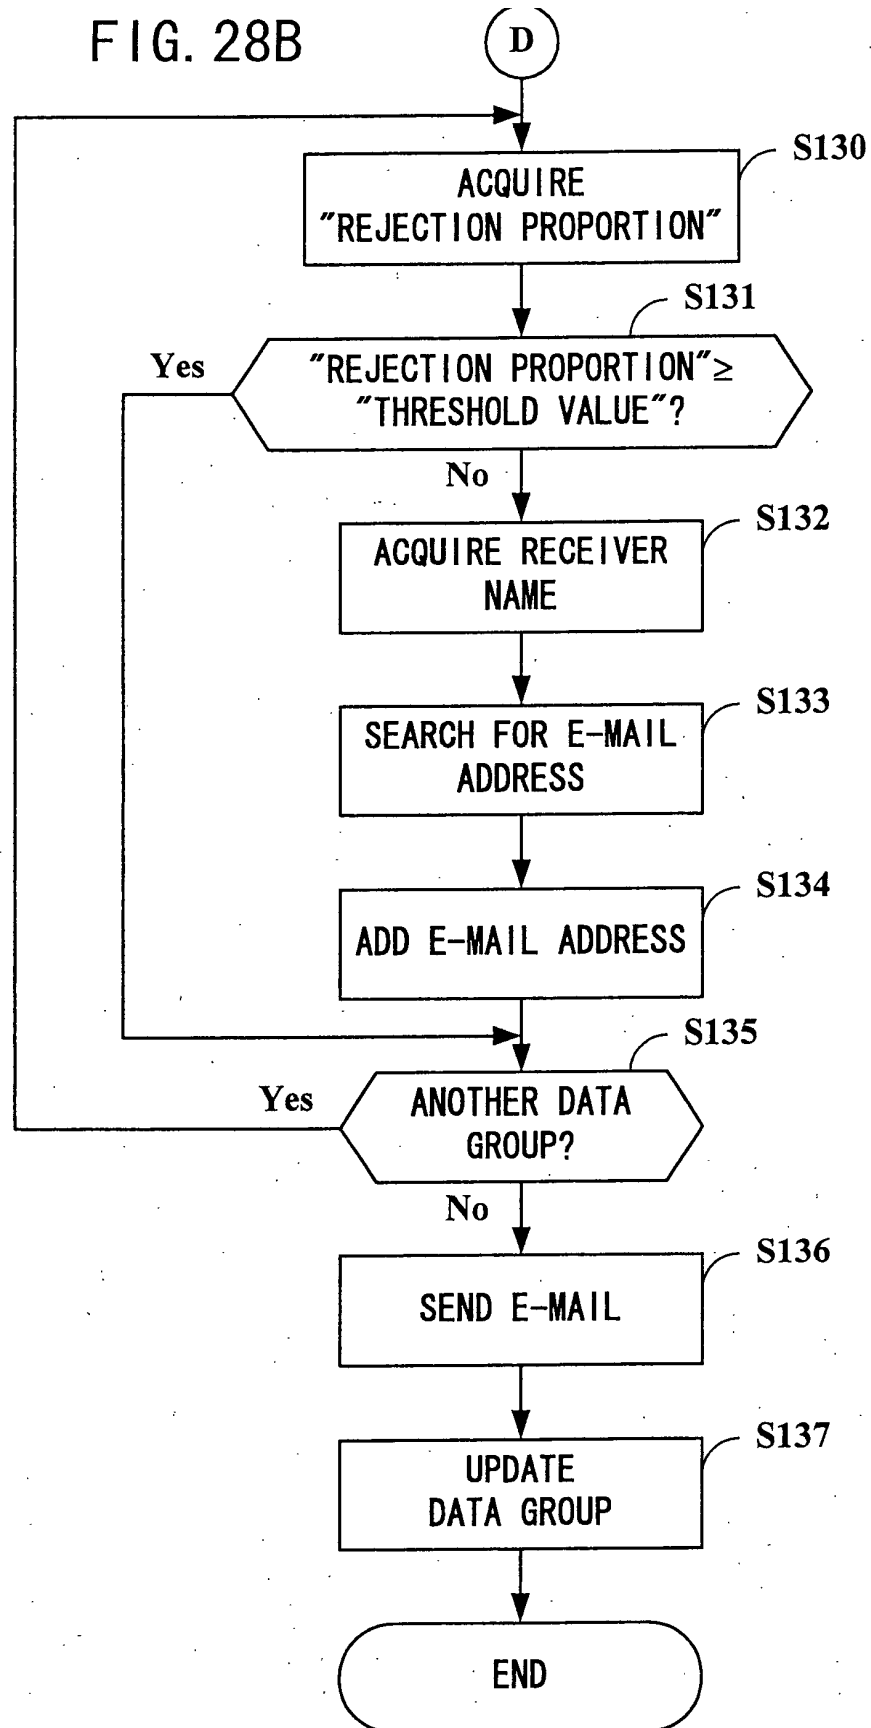 FIG. 28B
D
S130
ACQUIRE
"REJECTION PROPORTION"
S131
Yes
"REJECTION PROPORTION"≥
"THRESHOLD VALUE"?
No
S132
ACQUIRE RECEIVER
NAME
S133
SEARCH FOR E-MAIL
ADDRESS
S134
ADD E-MAIL ADDRESS
S135
Yes
ANOTHER DATA
GROUP?
No
S136
SEND E-MAIL
S137
UPDATE
DATA GROUP
END